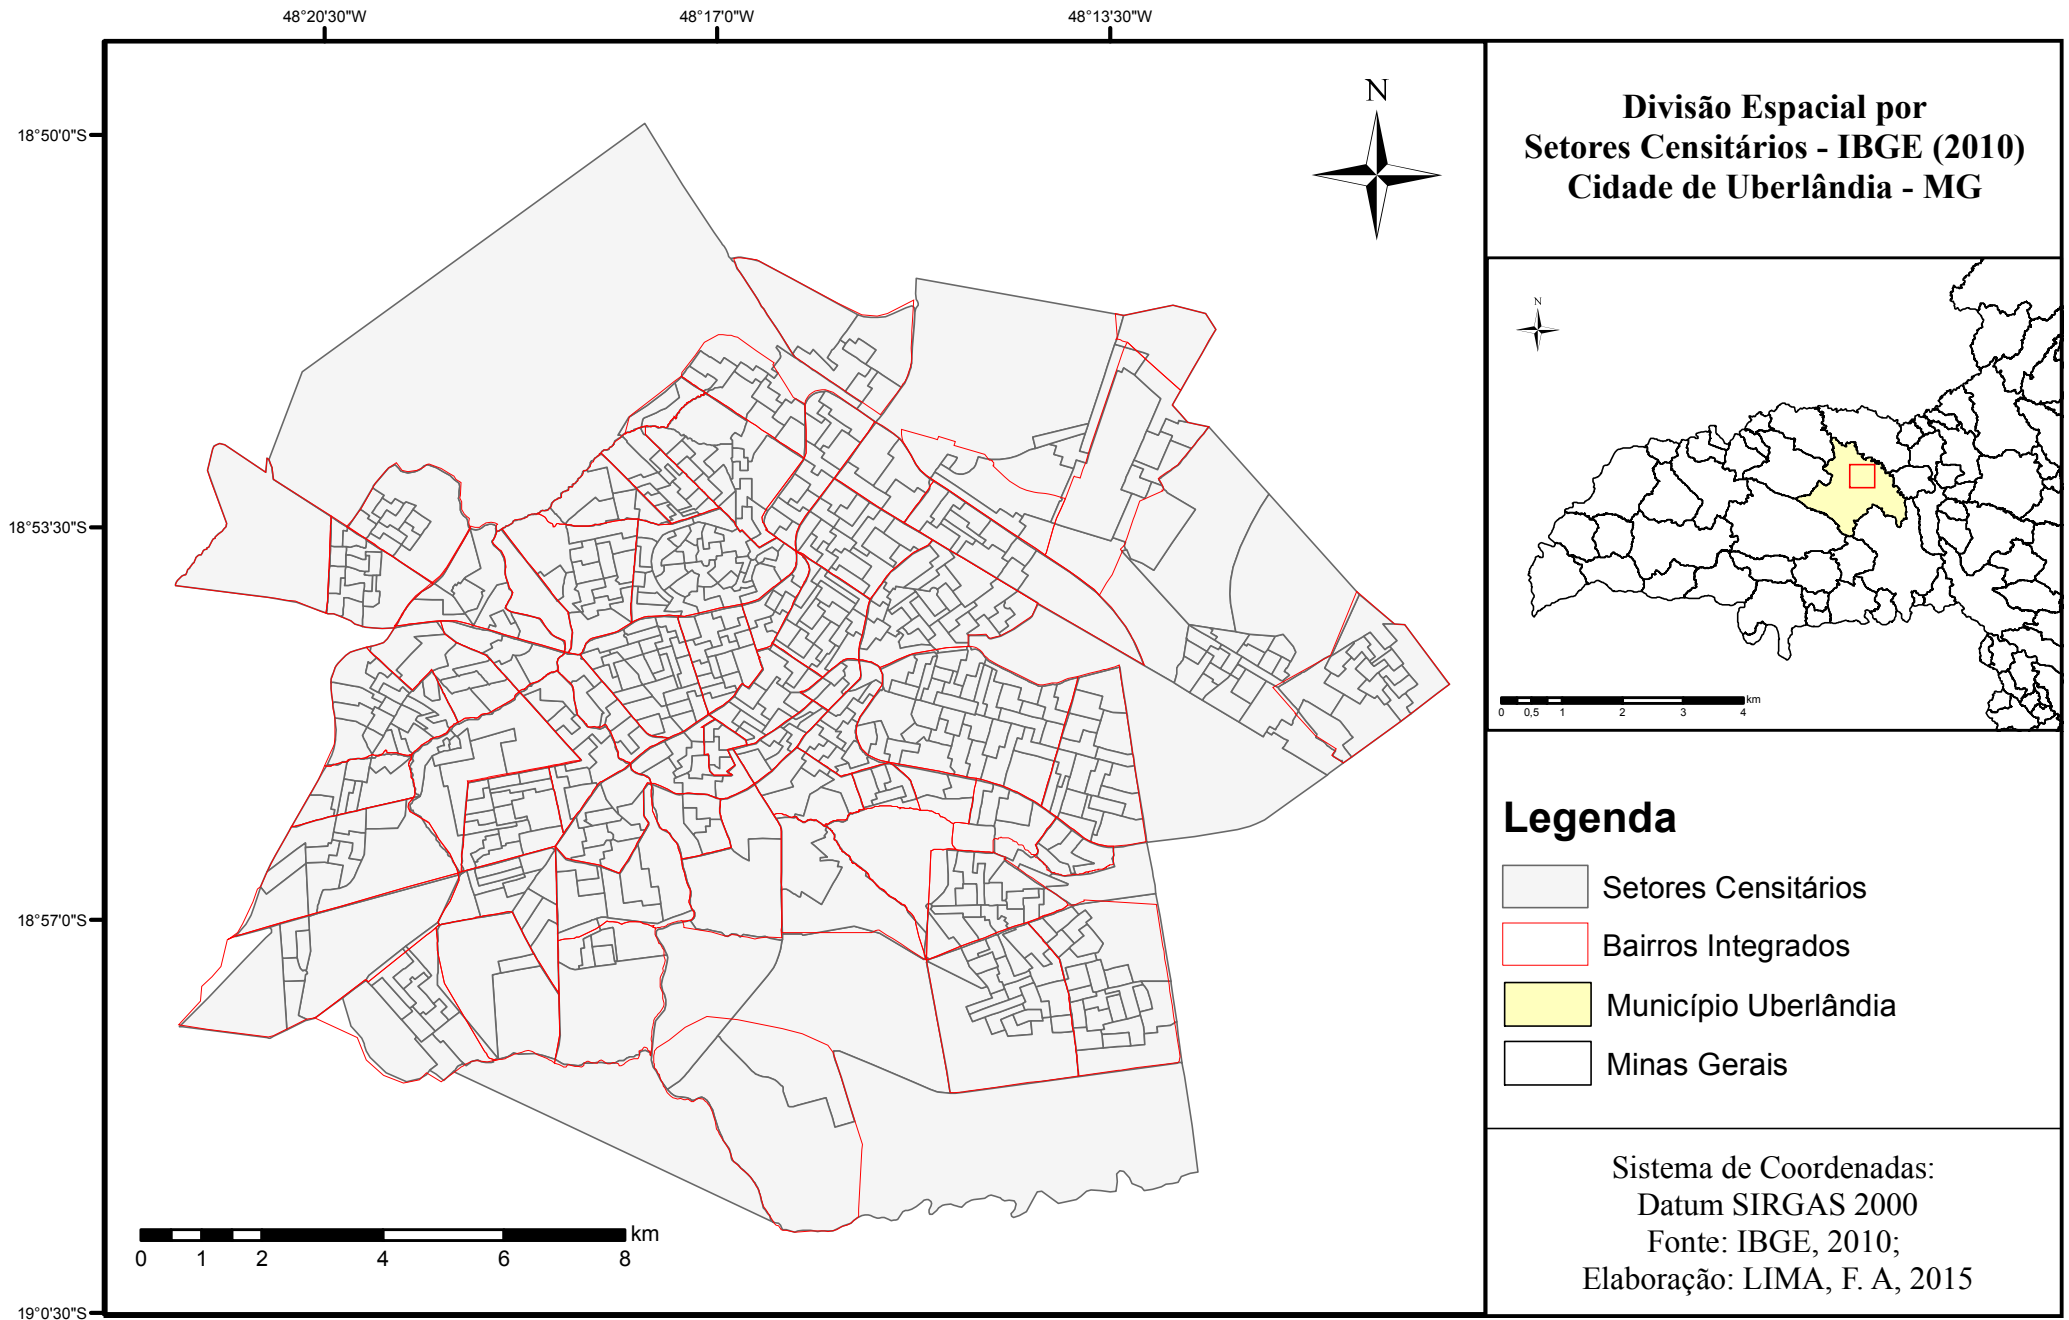 48°20'30"W
48°17'0"W
48°13'30"W
18°50'0"S
18°53'30"S
18°57'0"S
19°0'30"S
N
0 1 2 4 6 8 km
Divisão Espacial por
Setores Censitários - IBGE (2010)
Cidade de Uberlândia - MG
N
0 0,5 1 2 3 4 km
Legenda
Setores Censitários
Bairros Integrados
Município Uberlândia
Minas Gerais
Sistema de Coordenadas:
Datum SIRGAS 2000
Fonte: IBGE, 2010;
Elaboração: LIMA, F. A, 2015